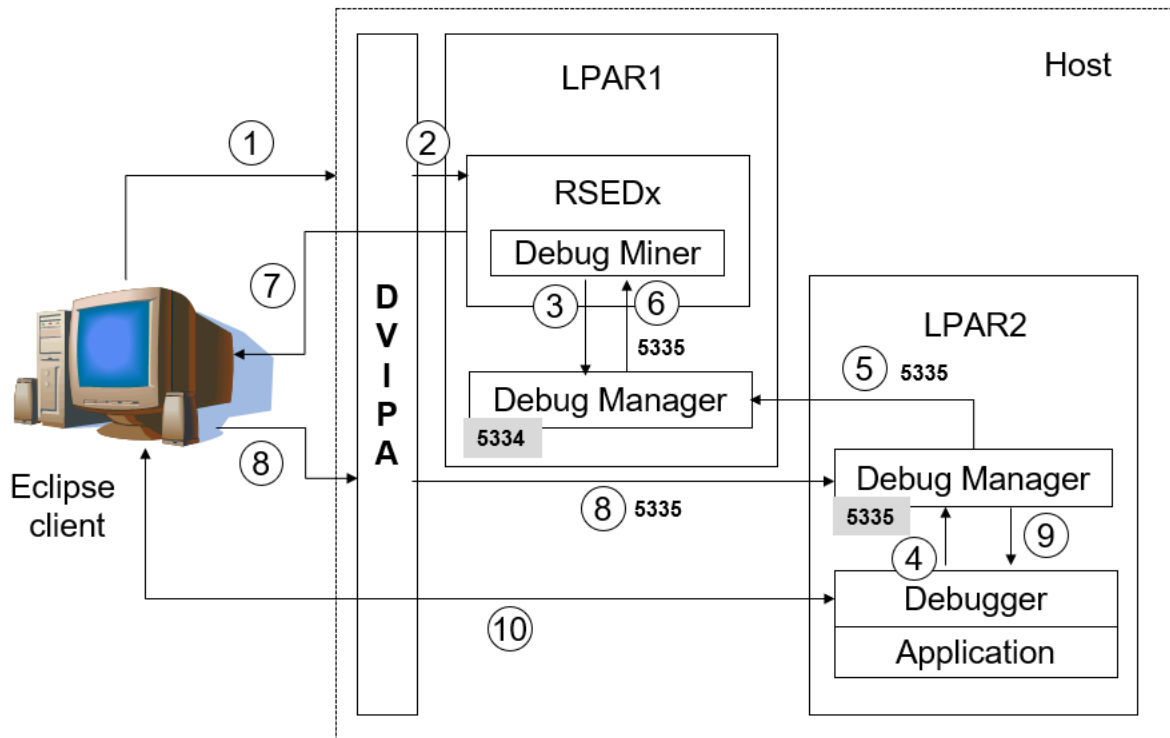 Host
LPAR1
1
2
RSEDx
Debug Miner
7
3
6
5335
DVIPA
LPAR2
5
5335
Debug Manager
5334
8
Eclipse
client
8
5335
Debug Manager
5335
4
9
Debugger
10
Application